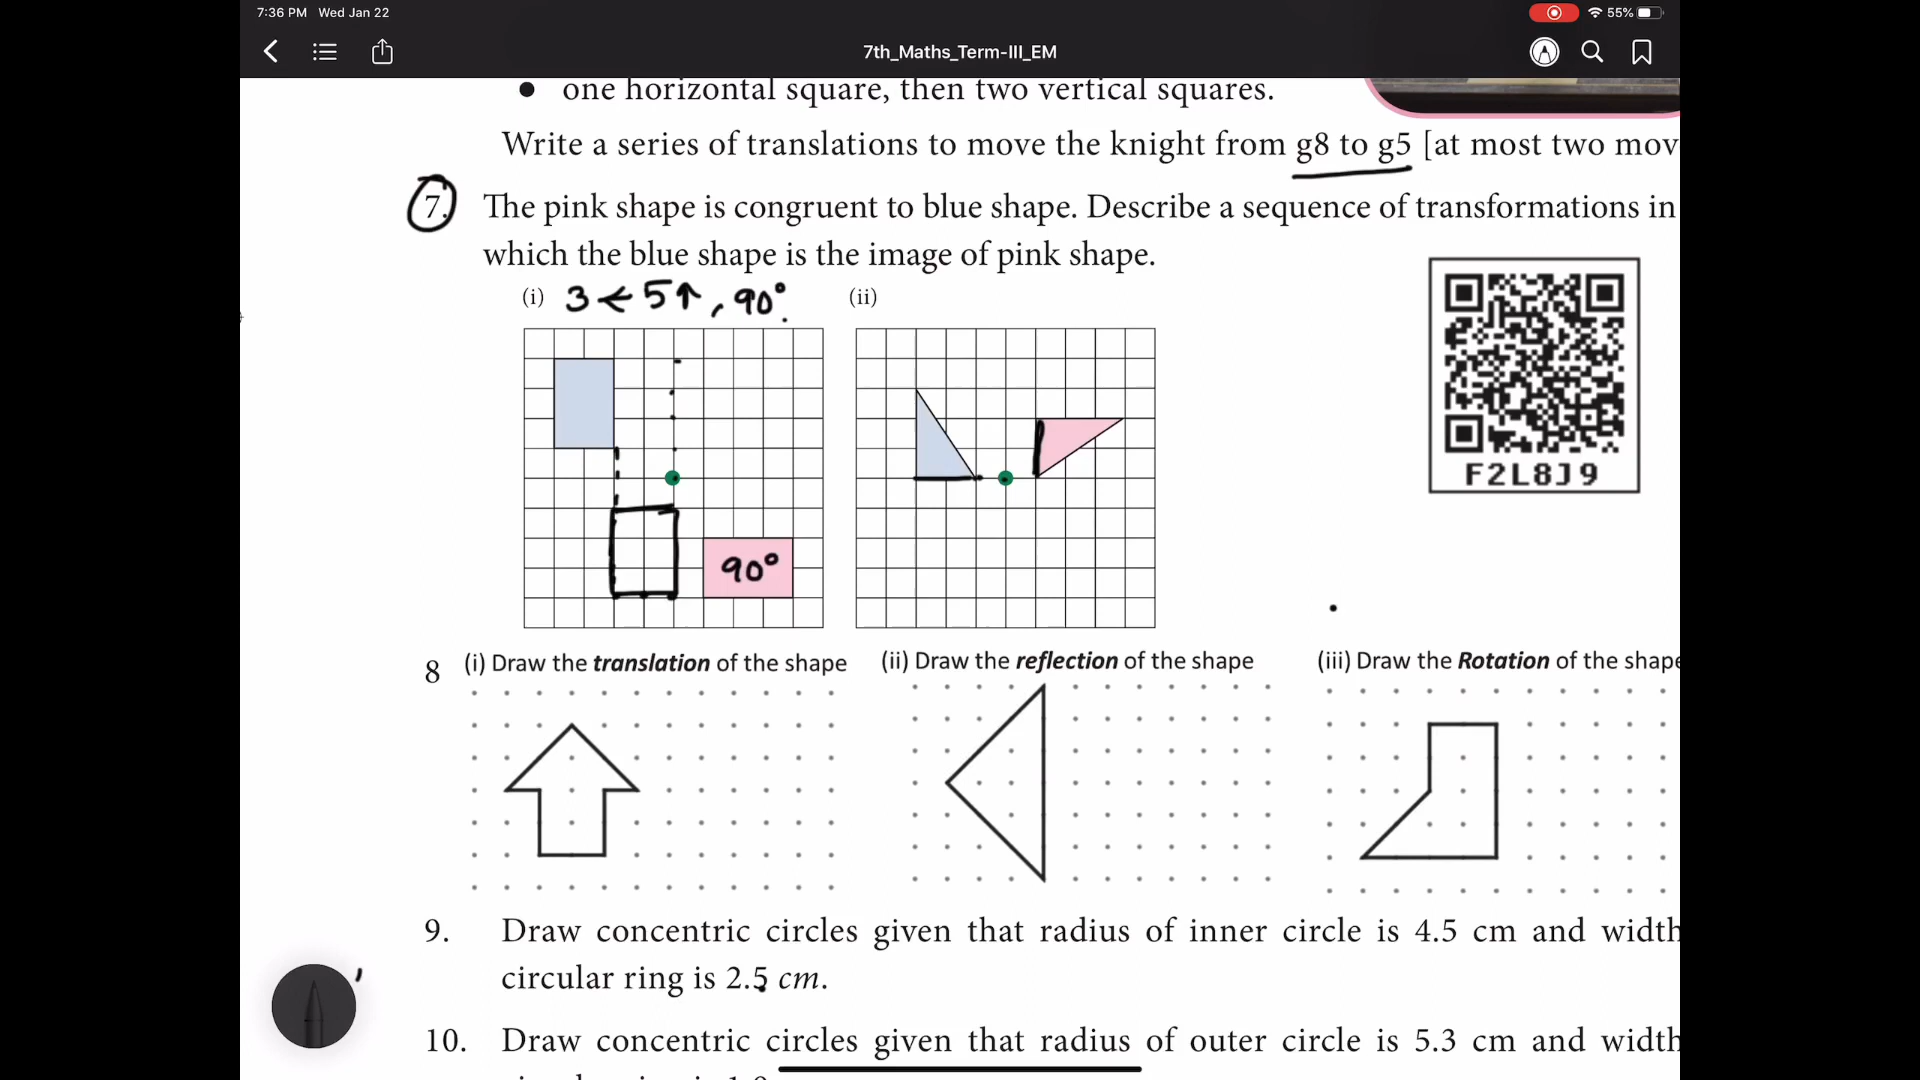 7:36 PM Wed Jan 22
55%
7th_Maths_Term-III_EM
● one horizontal square, then two vertical squares.
Write a series of translations to move the knight from g8 to g5 [at most two mov
7. The pink shape is congruent to blue shape. Describe a sequence of transformations in
which the blue shape is the image of pink shape.
(i) 3 ← 5 ↑ , 90°
(ii)
F2L8J9
90°
8 (i) Draw the translation of the shape
(ii) Draw the reflection of the shape
(iii) Draw the Rotation of the shape
9. Draw concentric circles given that radius of inner circle is 4.5 cm and width
circular ring is 2.5 cm.
10. Draw concentric circles given that radius of outer circle is 5.3 cm and width